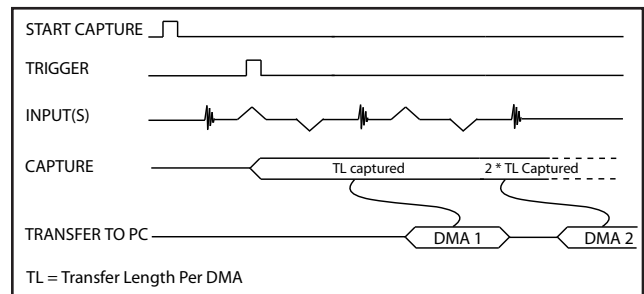 START CAPTURE
TRIGGER
INPUT(S)
CAPTURE
TL captured
2 * TL Captured
TRANSFER TO PC
DMA 1
DMA 2
TL = Transfer Length Per DMA